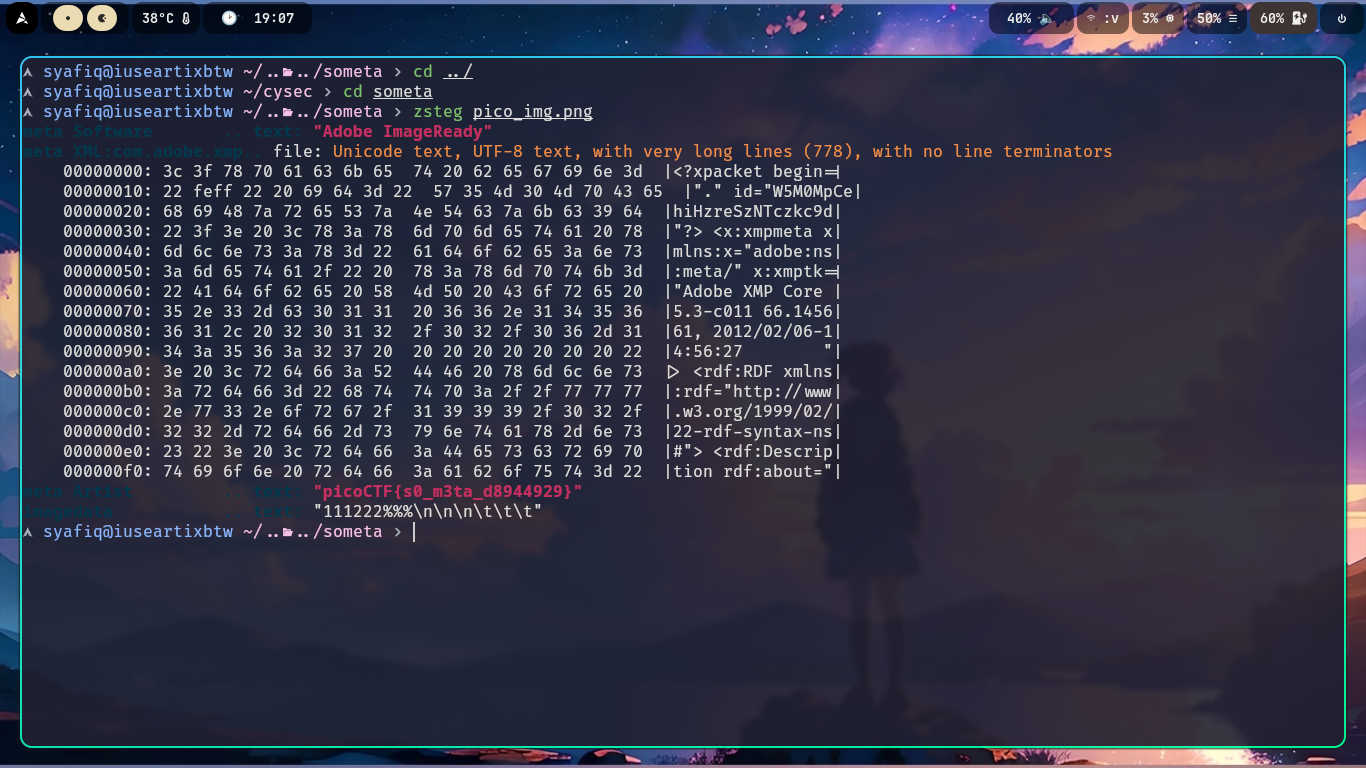 38°C 19:07 40% :v 3% 50% 60%
syafiq@iuseartixbtw ~/../../someta > cd ../
syafiq@iuseartixbtw ~/cysec > cd someta
syafiq@iuseartixbtw ~/../../someta > zsteg pico_img.png
meta Software .. text: "Adobe ImageReady"
meta XML:com.adobe.xmp.. file: Unicode text, UTF-8 text, with very long lines (778), with no line terminators
00000000: 3c 3f 78 70 61 63 6b 65 74 20 62 65 67 69 6e 3d |<?xpacket begin=|
00000010: 22 feff 22 20 69 64 3d 22 57 35 4d 30 4d 70 43 65 |"." id="W5M0MpCe|
00000020: 68 69 48 7a 72 65 53 7a 4e 54 63 7a 6b 63 39 64 |hiHzreSzNTczkc9d|
00000030: 22 3f 3e 20 3c 78 3a 78 6d 70 6d 65 74 61 20 78 |"?> <x:xmpmeta x|
00000040: 6d 6c 6e 73 3a 78 3d 22 61 64 6f 62 65 3a 6e 73 |mlns:x="adobe:ns|
00000050: 3a 6d 65 74 61 2f 22 20 78 3a 78 6d 70 74 6b 3d |:meta/" x:xmptk=|
00000060: 22 41 64 6f 62 65 20 58 4d 50 20 43 6f 72 65 20 |"Adobe XMP Core |
00000070: 35 2e 33 2d 63 30 31 31 20 36 36 2e 31 34 35 36 |5.3-c011 66.1456|
00000080: 36 31 2c 20 32 30 31 32 2f 30 32 2f 30 36 2d 31 |61, 2012/02/06-1|
00000090: 34 3a 35 36 3a 32 37 20 20 20 20 20 20 20 20 22 |4:56:27        "|
000000a0: 3e 20 3c 72 64 66 3a 52 44 46 20 78 6d 6c 6e 73 |> <rdf:RDF xmlns|
000000b0: 3a 72 64 66 3d 22 68 74 74 70 3a 2f 2f 77 77 77 |:rdf="http://www|
000000c0: 2e 77 33 2e 6f 72 67 2f 31 39 39 39 2f 30 32 2f |.w3.org/1999/02/|
000000d0: 32 32 2d 72 64 66 2d 73 79 6e 74 61 78 2d 6e 73 |22-rdf-syntax-ns|
000000e0: 23 22 3e 20 3c 72 64 66 3a 44 65 73 63 72 69 70 |#"> <rdf:Descrip|
000000f0: 74 69 6f 6e 20 72 64 66 3a 61 62 6f 75 74 3d 22 |tion rdf:about="|
meta Artist .. text: "picoCTF{s0_m3ta_d8944929}"
imagedata .. text: "111222%%%\n\n\n\t\t\t"
syafiq@iuseartixbtw ~/../../someta >